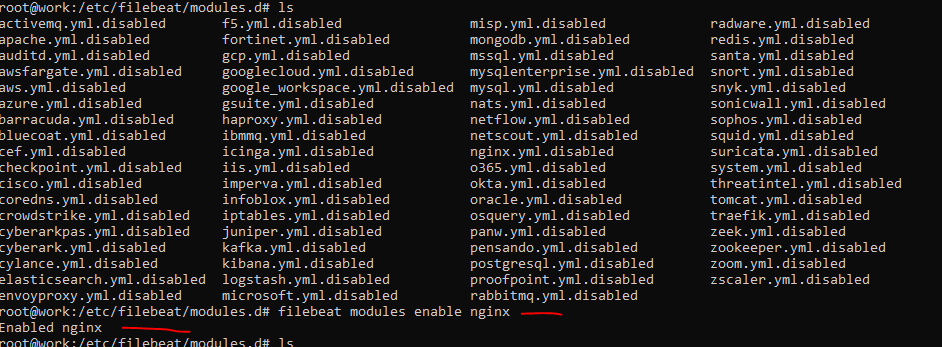 root@work:/etc/filebeat/modules.d# ls
activemq.yml.disabled f5.yml.disabled misp.yml.disabled radware.yml.disabled
apache.yml.disabled fortinet.yml.disabled mongodb.yml.disabled redis.yml.disabled
auditd.yml.disabled gcp.yml.disabled mssql.yml.disabled santa.yml.disabled
awsfargate.yml.disabled googlecloud.yml.disabled mysqlenterprise.yml.disabled snort.yml.disabled
aws.yml.disabled google_workspace.yml.disabled mysql.yml.disabled snyk.yml.disabled
azure.yml.disabled gsuite.yml.disabled nats.yml.disabled sonicwall.yml.disabled
barracuda.yml.disabled haproxy.yml.disabled netflow.yml.disabled sophos.yml.disabled
bluecoat.yml.disabled ibmmq.yml.disabled netscout.yml.disabled squid.yml.disabled
cef.yml.disabled icinga.yml.disabled nginx.yml.disabled suricata.yml.disabled
checkpoint.yml.disabled iis.yml.disabled o365.yml.disabled system.yml.disabled
cisco.yml.disabled imperva.yml.disabled okta.yml.disabled threatintel.yml.disabled
coredns.yml.disabled infoblox.yml.disabled oracle.yml.disabled tomcat.yml.disabled
crowdstrike.yml.disabled iptables.yml.disabled osquery.yml.disabled traefik.yml.disabled
cyberarkpas.yml.disabled juniper.yml.disabled panw.yml.disabled zeek.yml.disabled
cyberark.yml.disabled kafka.yml.disabled pensando.yml.disabled zookeeper.yml.disabled
cylance.yml.disabled kibana.yml.disabled postgresql.yml.disabled zoom.yml.disabled
elasticsearch.yml.disabled logstash.yml.disabled proofpoint.yml.disabled zscaler.yml.disabled
envoyproxy.yml.disabled microsoft.yml.disabled rabbitmq.yml.disabled
root@work:/etc/filebeat/modules.d# filebeat modules enable nginx
Enabled nginx
root@work:/etc/filebeat/modules.d# ls